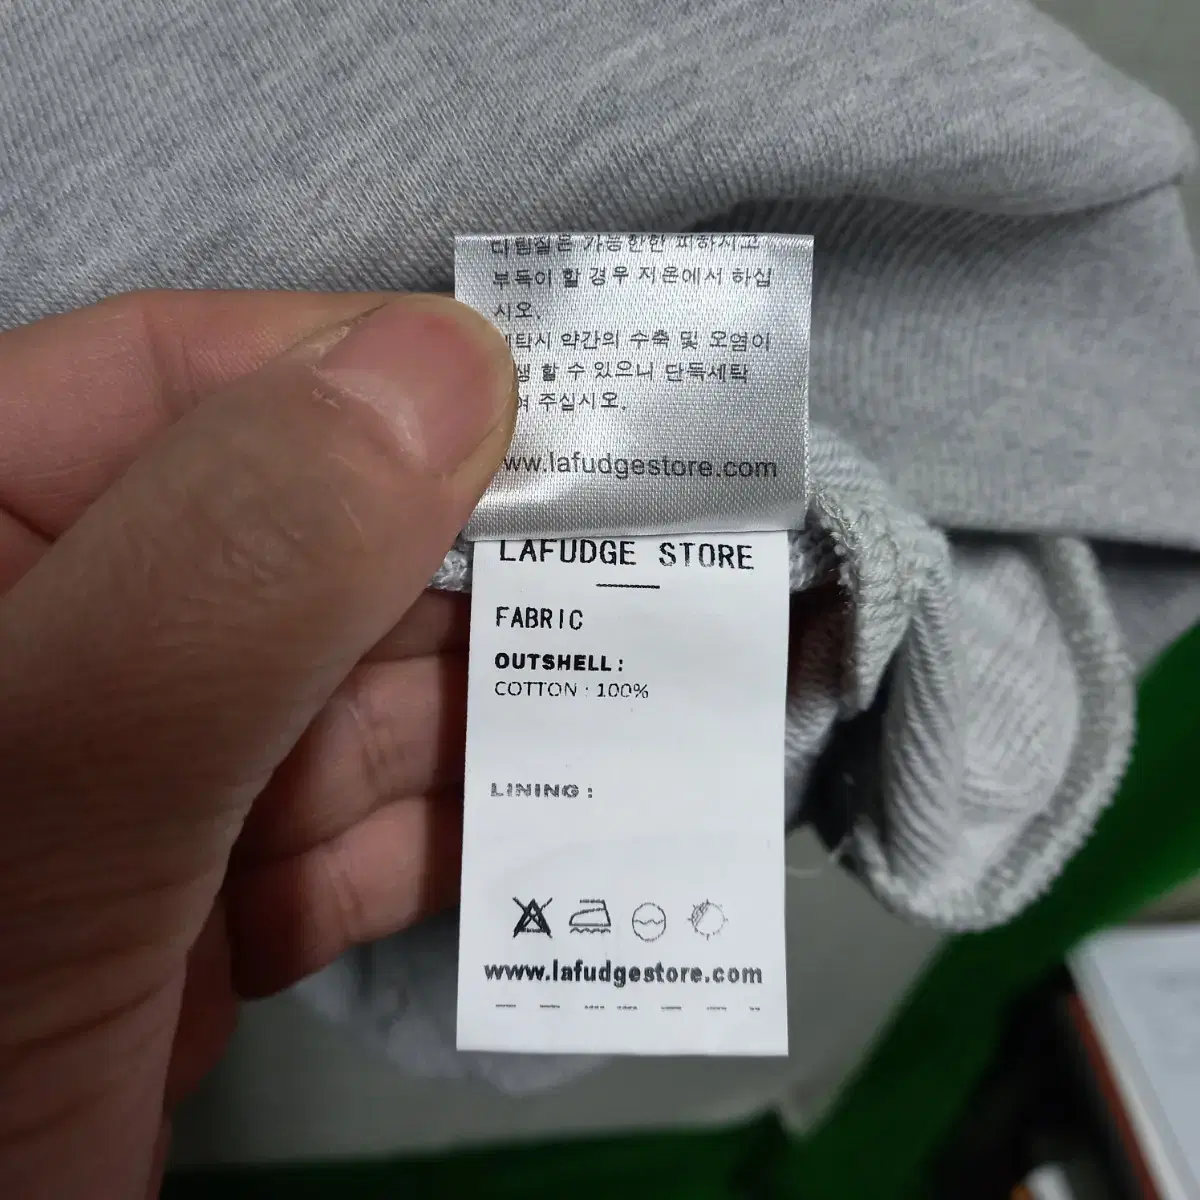 다림질은 가능한한 피하시고
부득이 할 경우 저온에서 하십
시오.
세탁시 약간의 수축 및 오염이
생 할 수 있으니 단독세탁
여 주십시오.
www.lafudgestore.com
LAFUDGE STORE
FABRIC
OUTSHELL:
COTTON : 100%
LINING:
www.lafudgestore.com